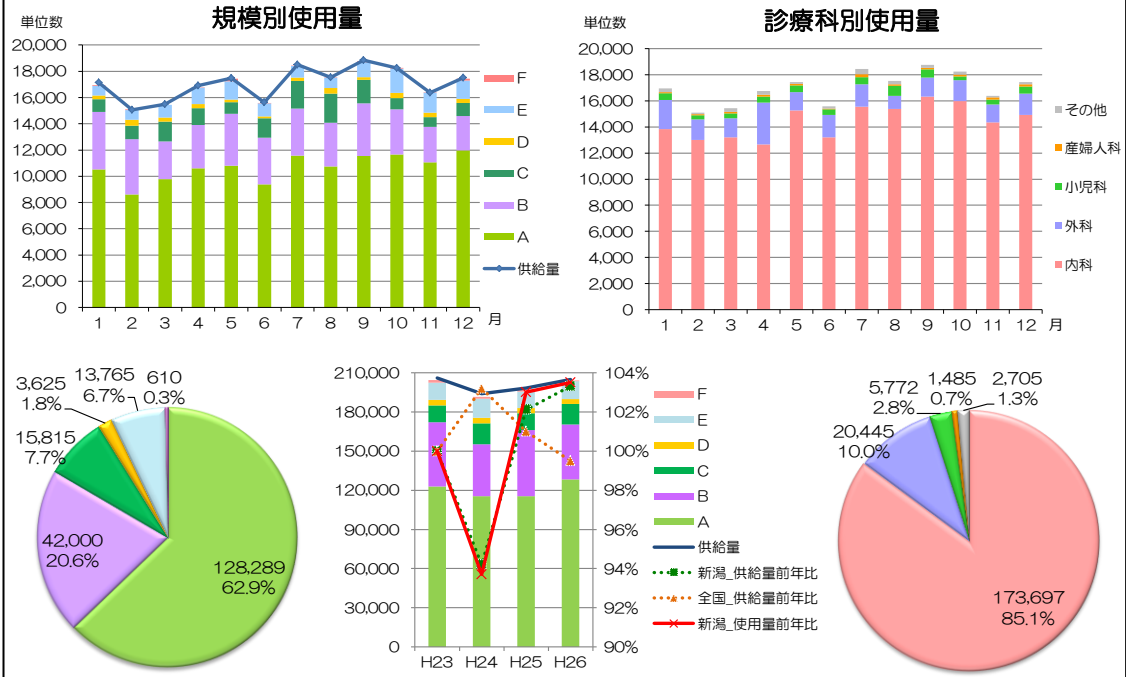 規模別使用量
単位数
20,000
18,000
16,000
14,000
12,000
10,000
8,000
6,000
4,000
2,000
0
1 2 3 4 5 6 7 8 9 10 11 12 月
F
E
D
C
B
A
供給量
診療科別使用量
単位数
20,000
18,000
16,000
14,000
12,000
10,000
8,000
6,000
4,000
2,000
0
1 2 3 4 5 6 7 8 9 10 11 12 月
その他
産婦人科
小児科
外科
内科
13,765
6.7%
610
0.3%
3,625
1.8%
15,815
7.7%
42,000
20.6%
128,289
62.9%
210,000
180,000
150,000
120,000
90,000
60,000
30,000
0
104%
102%
100%
98%
96%
94%
92%
90%
H23 H24 H25 H26
F
E
D
C
B
A
供給量
新潟_供給量前年比
全国_供給量前年比
新潟_使用量前年比
5,772
2.8%
1,485
0.7%
2,705
1.3%
20,445
10.0%
173,697
85.1%